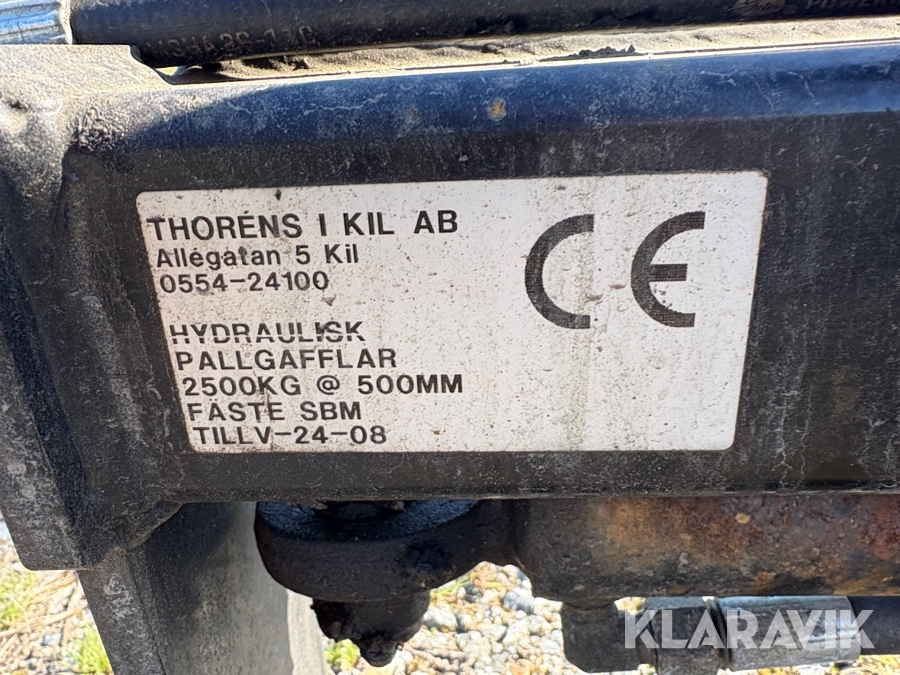 THORÉNS I KIL AB
Allégatan 5 Kil
0554-24100
CE
HYDRAULISK
PALLGAFFLAR
2500KG @ 500MM
FÄSTE SBM
TILLV-24-08
KLARAVIK